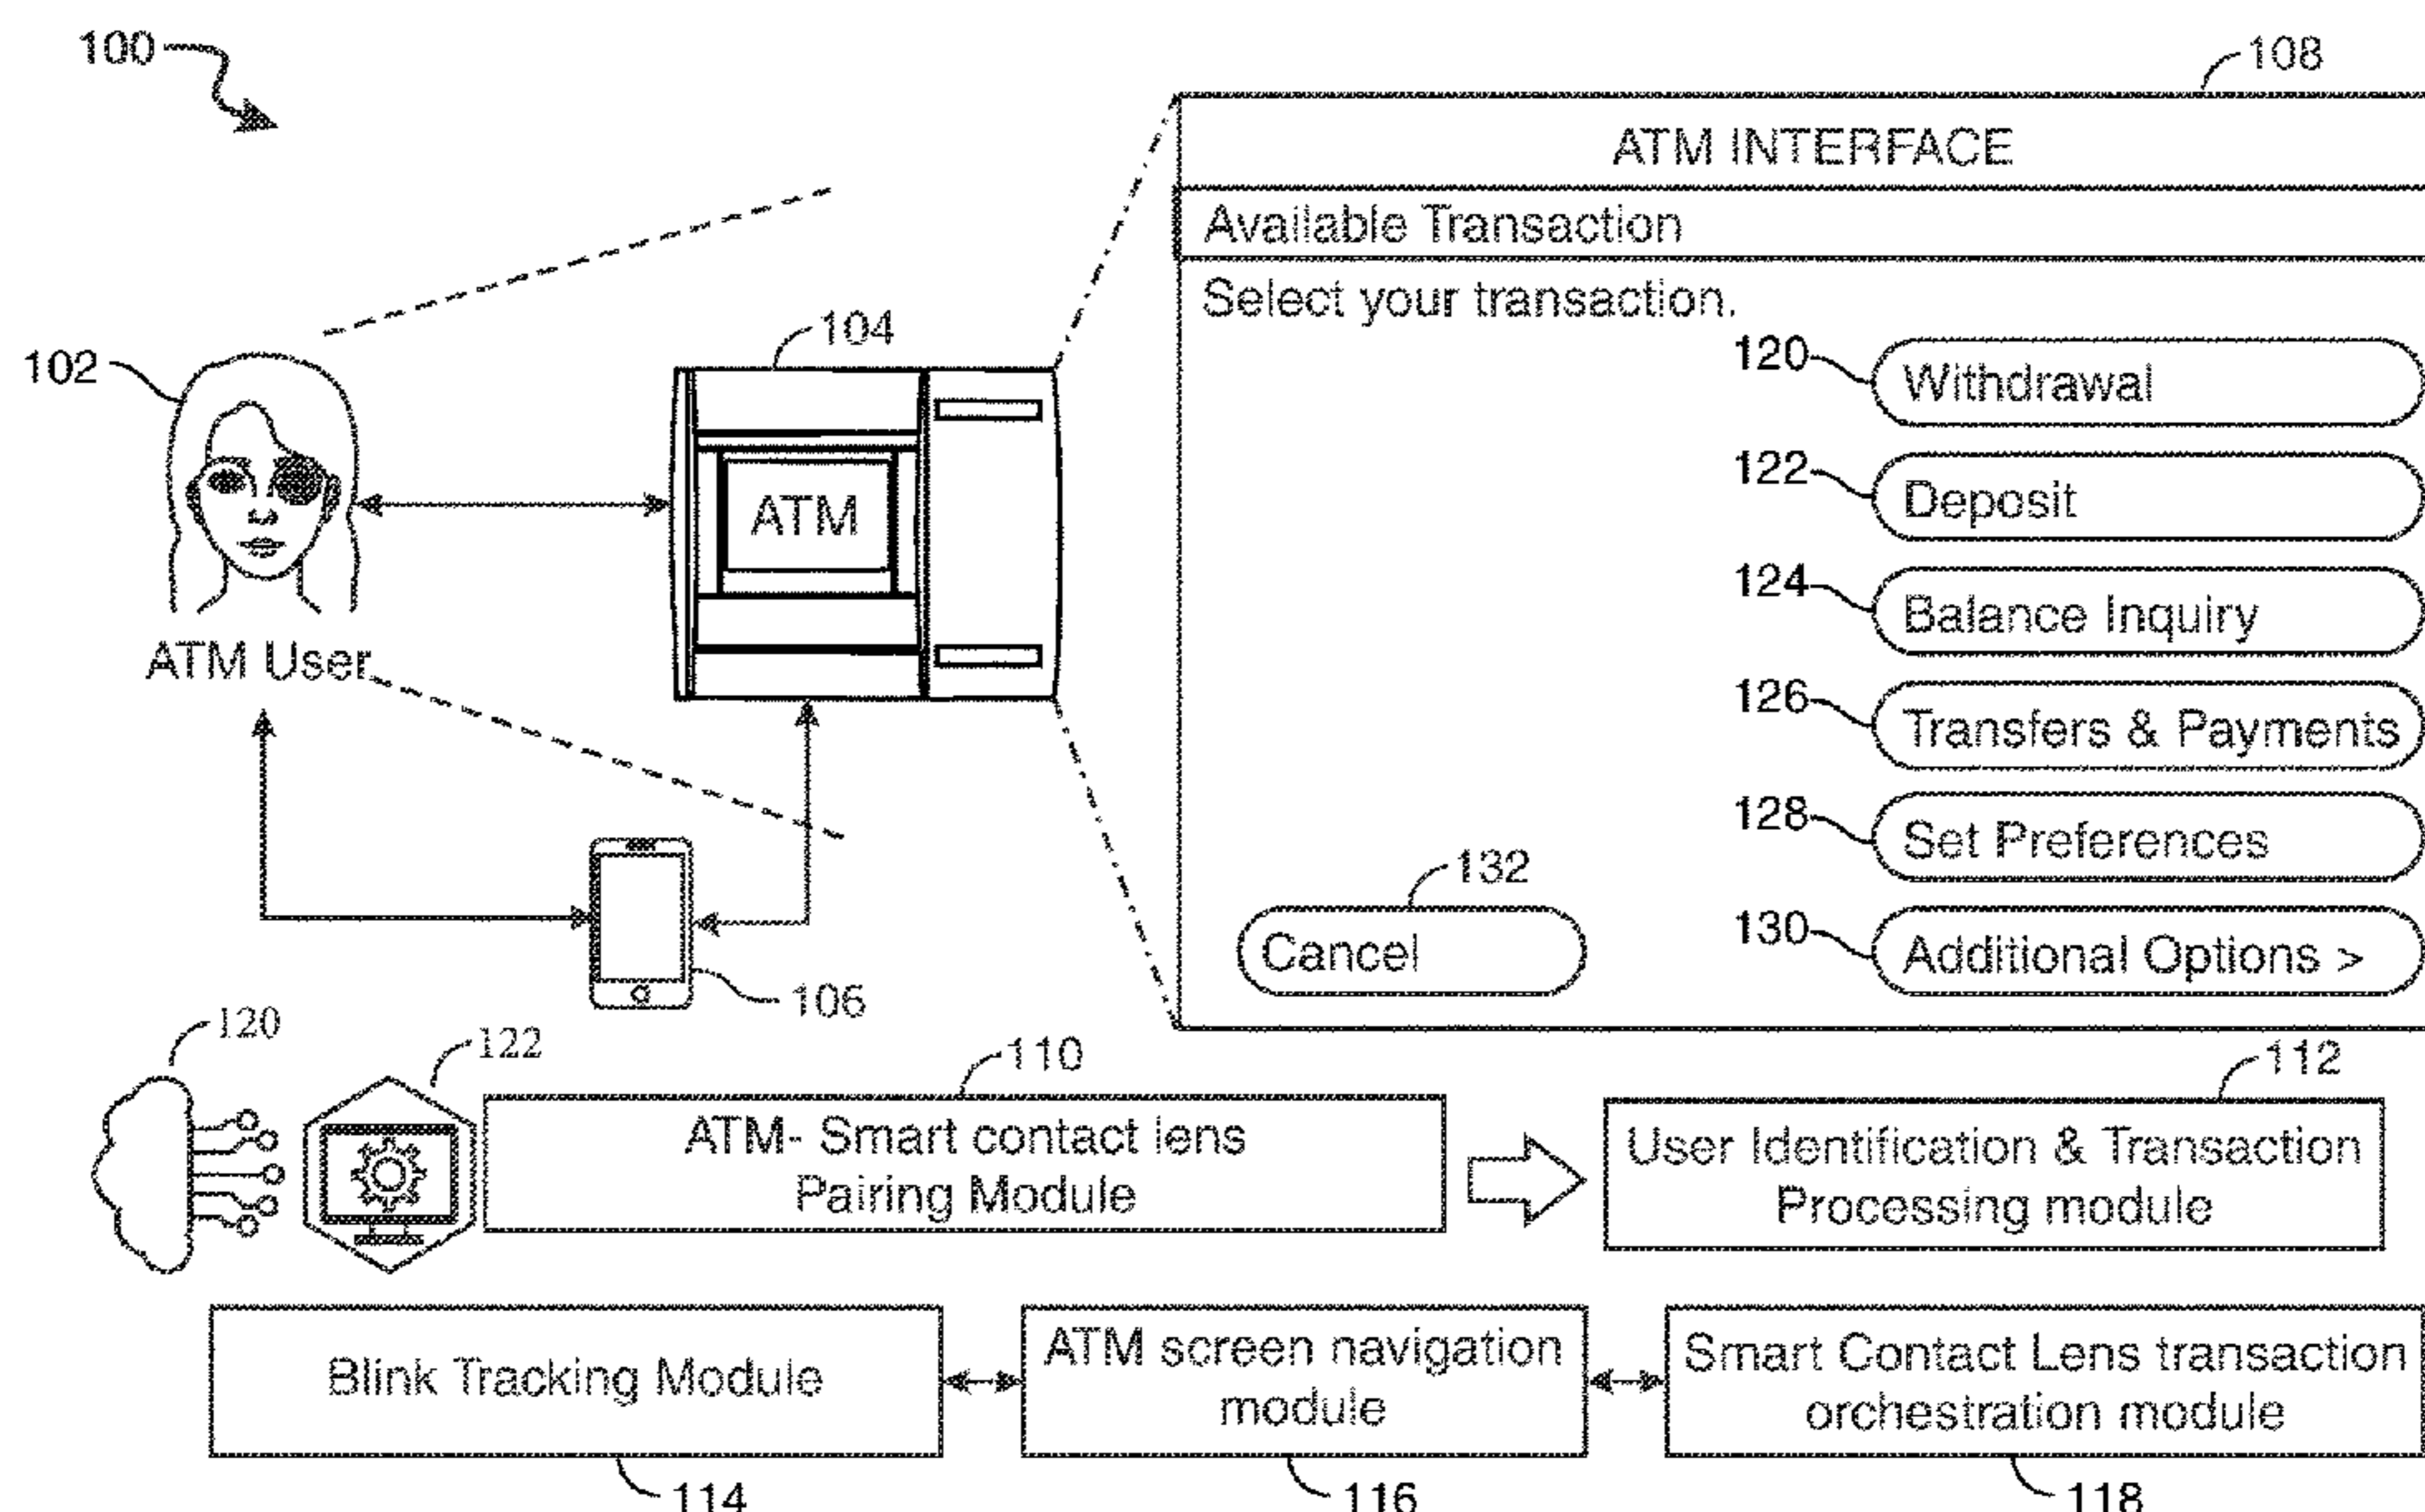 100
108
ATM INTERFACE
Available Transaction
Select your transaction.
102
104
ATM
ATM User
106
120
Withdrawal
122
Deposit
124
Balance Inquiry
126
Transfers & Payments
128
Set Preferences
132
Cancel
130
Additional Options >
120
122
110
ATM- Smart contact lens
Pairing Module
112
User Identification & Transaction
Processing module
Blink Tracking Module
114
ATM screen navigation
module
116
Smart Contact Lens transaction
orchestration module
118